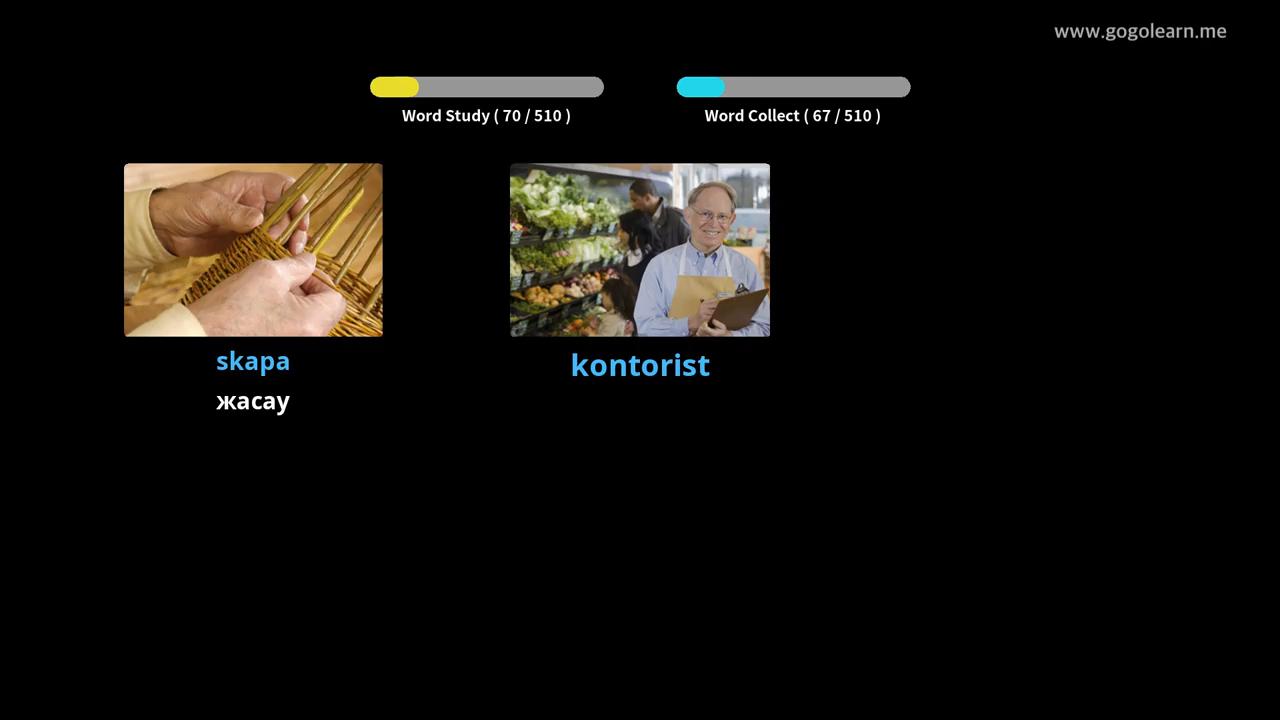 www.gogolearn.me
Word Study ( 70 / 510 )
Word Collect ( 67 / 510 )
skapa
жасау
kontorist